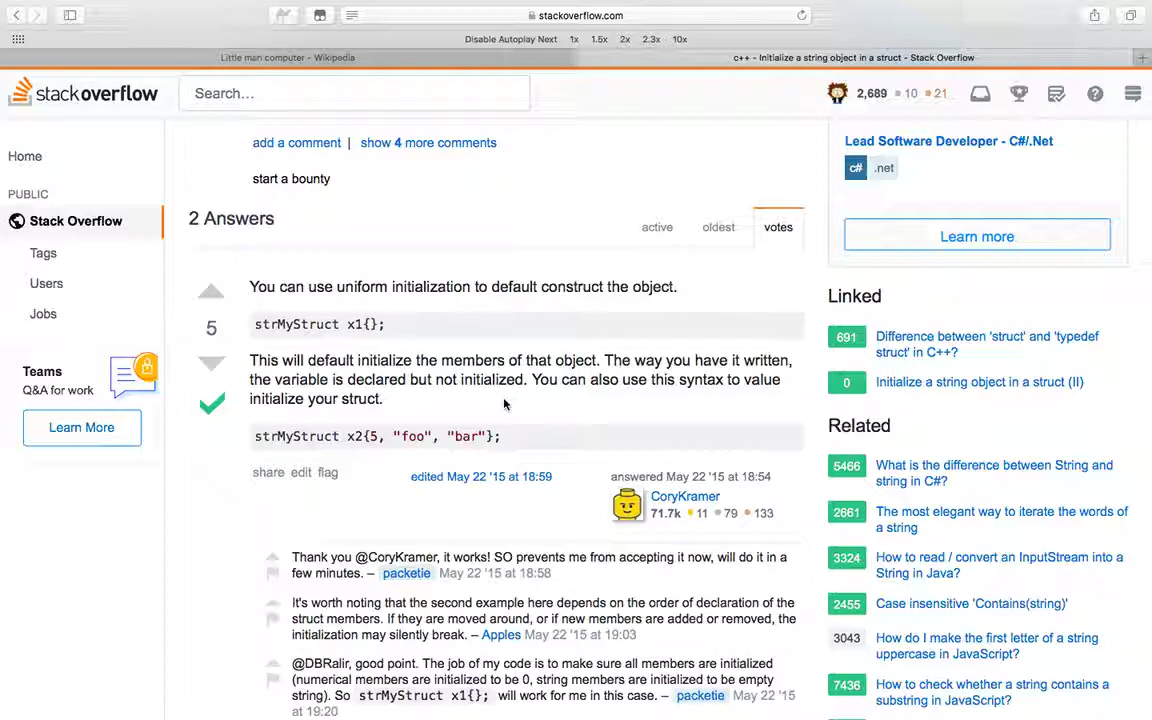 stackoverflow.com
Disable Autoplay Next 1x 1.5x 2x 2.3x 10x
Little man computer - Wikipedia
c++ - Initialize a string object in a struct - Stack Overflow
stackoverflow
Search...
2,689 10 21
Home
PUBLIC
Stack Overflow
Tags
Users
Jobs
Teams
Q&A for work
Learn More
add a comment | show 4 more comments
start a bounty
2 Answers
active oldest votes
You can use uniform initialization to default construct the object.
5
strMyStruct x1{};
This will default initialize the members of that object. The way you have it written,
the variable is declared but not initialized. You can also use this syntax to value
initialize your struct.
strMyStruct x2{5, "foo", "bar"};
share edit flag
edited May 22 '15 at 18:59
answered May 22 '15 at 18:54
CoryKramer
71.7k 11 79 133
Thank you @CoryKramer, it works! SO prevents me from accepting it now, will do it in a
few minutes. – packetie May 22 '15 at 18:58
It's worth noting that the second example here depends on the order of declaration of the
struct members. If they are moved around, or if new members are added or removed, the
initialization may silently break. – Apples May 22 '15 at 19:03
@DBRalir, good point. The job of my code is to make sure all members are initialized
(numerical members are initialized to be 0, string members are initialized to be empty
string). So strMyStruct x1{}; will work for me in this case. – packetie May 22 '15
at 19:20
Lead Software Developer - C#/.Net
c# .net
Learn more
Linked
691 Difference between 'struct' and 'typedef
struct' in C++?
0 Initialize a string object in a struct (II)
Related
5466 What is the difference between String and
string in C#?
2661 The most elegant way to iterate the words of
a string
3324 How to read / convert an InputStream into a
String in Java?
2455 Case insensitive 'Contains(string)'
3043 How do I make the first letter of a string
uppercase in JavaScript?
7436 How to check whether a string contains a
substring in JavaScript?